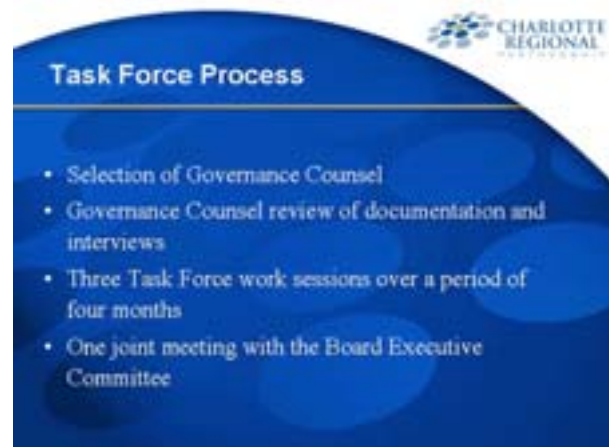 CHARLOTTE
REGIONAL
PARTNERSHIP
Task Force Process
• Selection of Governance Counsel
• Governance Counsel review of documentation and
interviews
• Three Task Force work sessions over a period of
four months
• One joint meeting with the Board Executive
Committee